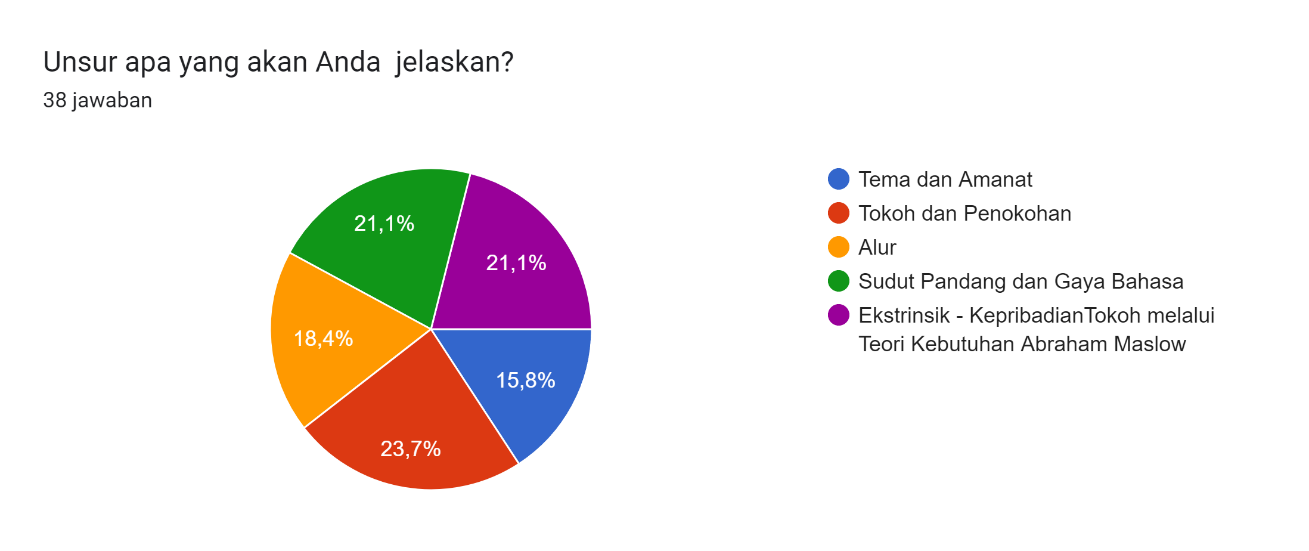 Unsur apa yang akan Anda  jelaskan?
38 jawaban
21,1%
21,1%
18,4%
15,8%
23,7%
Tema dan Amanat
Tokoh dan Penokohan
Alur
Sudut Pandang dan Gaya Bahasa
Ekstrinsik - KepribadianTokoh melalui
Teori Kebutuhan Abraham Maslow